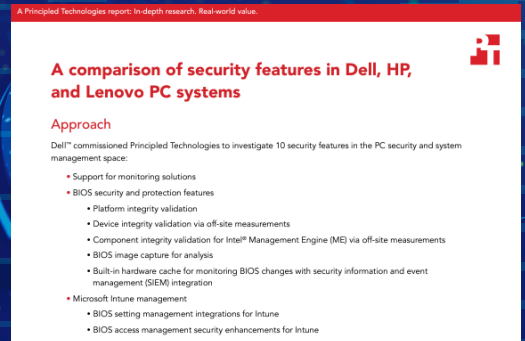 A Principled Technologies report: In-depth research. Real-world value.
PT
A comparison of security features in Dell, HP,
and Lenovo PC systems
Approach
Dell™ commissioned Principled Technologies to investigate 10 security features in the PC security and system
management space:
• Support for monitoring solutions
• BIOS security and protection features
• Platform integrity validation
• Device integrity validation via off-site measurements
• Component integrity validation for Intel® Management Engine (ME) via off-site measurements
• BIOS image capture for analysis
• Built-in hardware cache for monitoring BIOS changes with security information and event
management (SIEM) integration
• Microsoft Intune management
• BIOS setting management integrations for Intune
• BIOS access management security enhancements for Intune